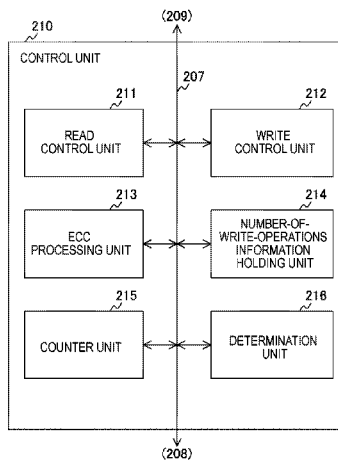 210
(209)
CONTROL UNIT
207
211
212
READ
CONTROL UNIT
WRITE
CONTROL UNIT
213
214
ECC
PROCESSING UNIT
NUMBER-OF-
WRITE-OPERATIONS
INFORMATION
HOLDING UNIT
215
216
COUNTER UNIT
DETERMINATION
UNIT
(208)